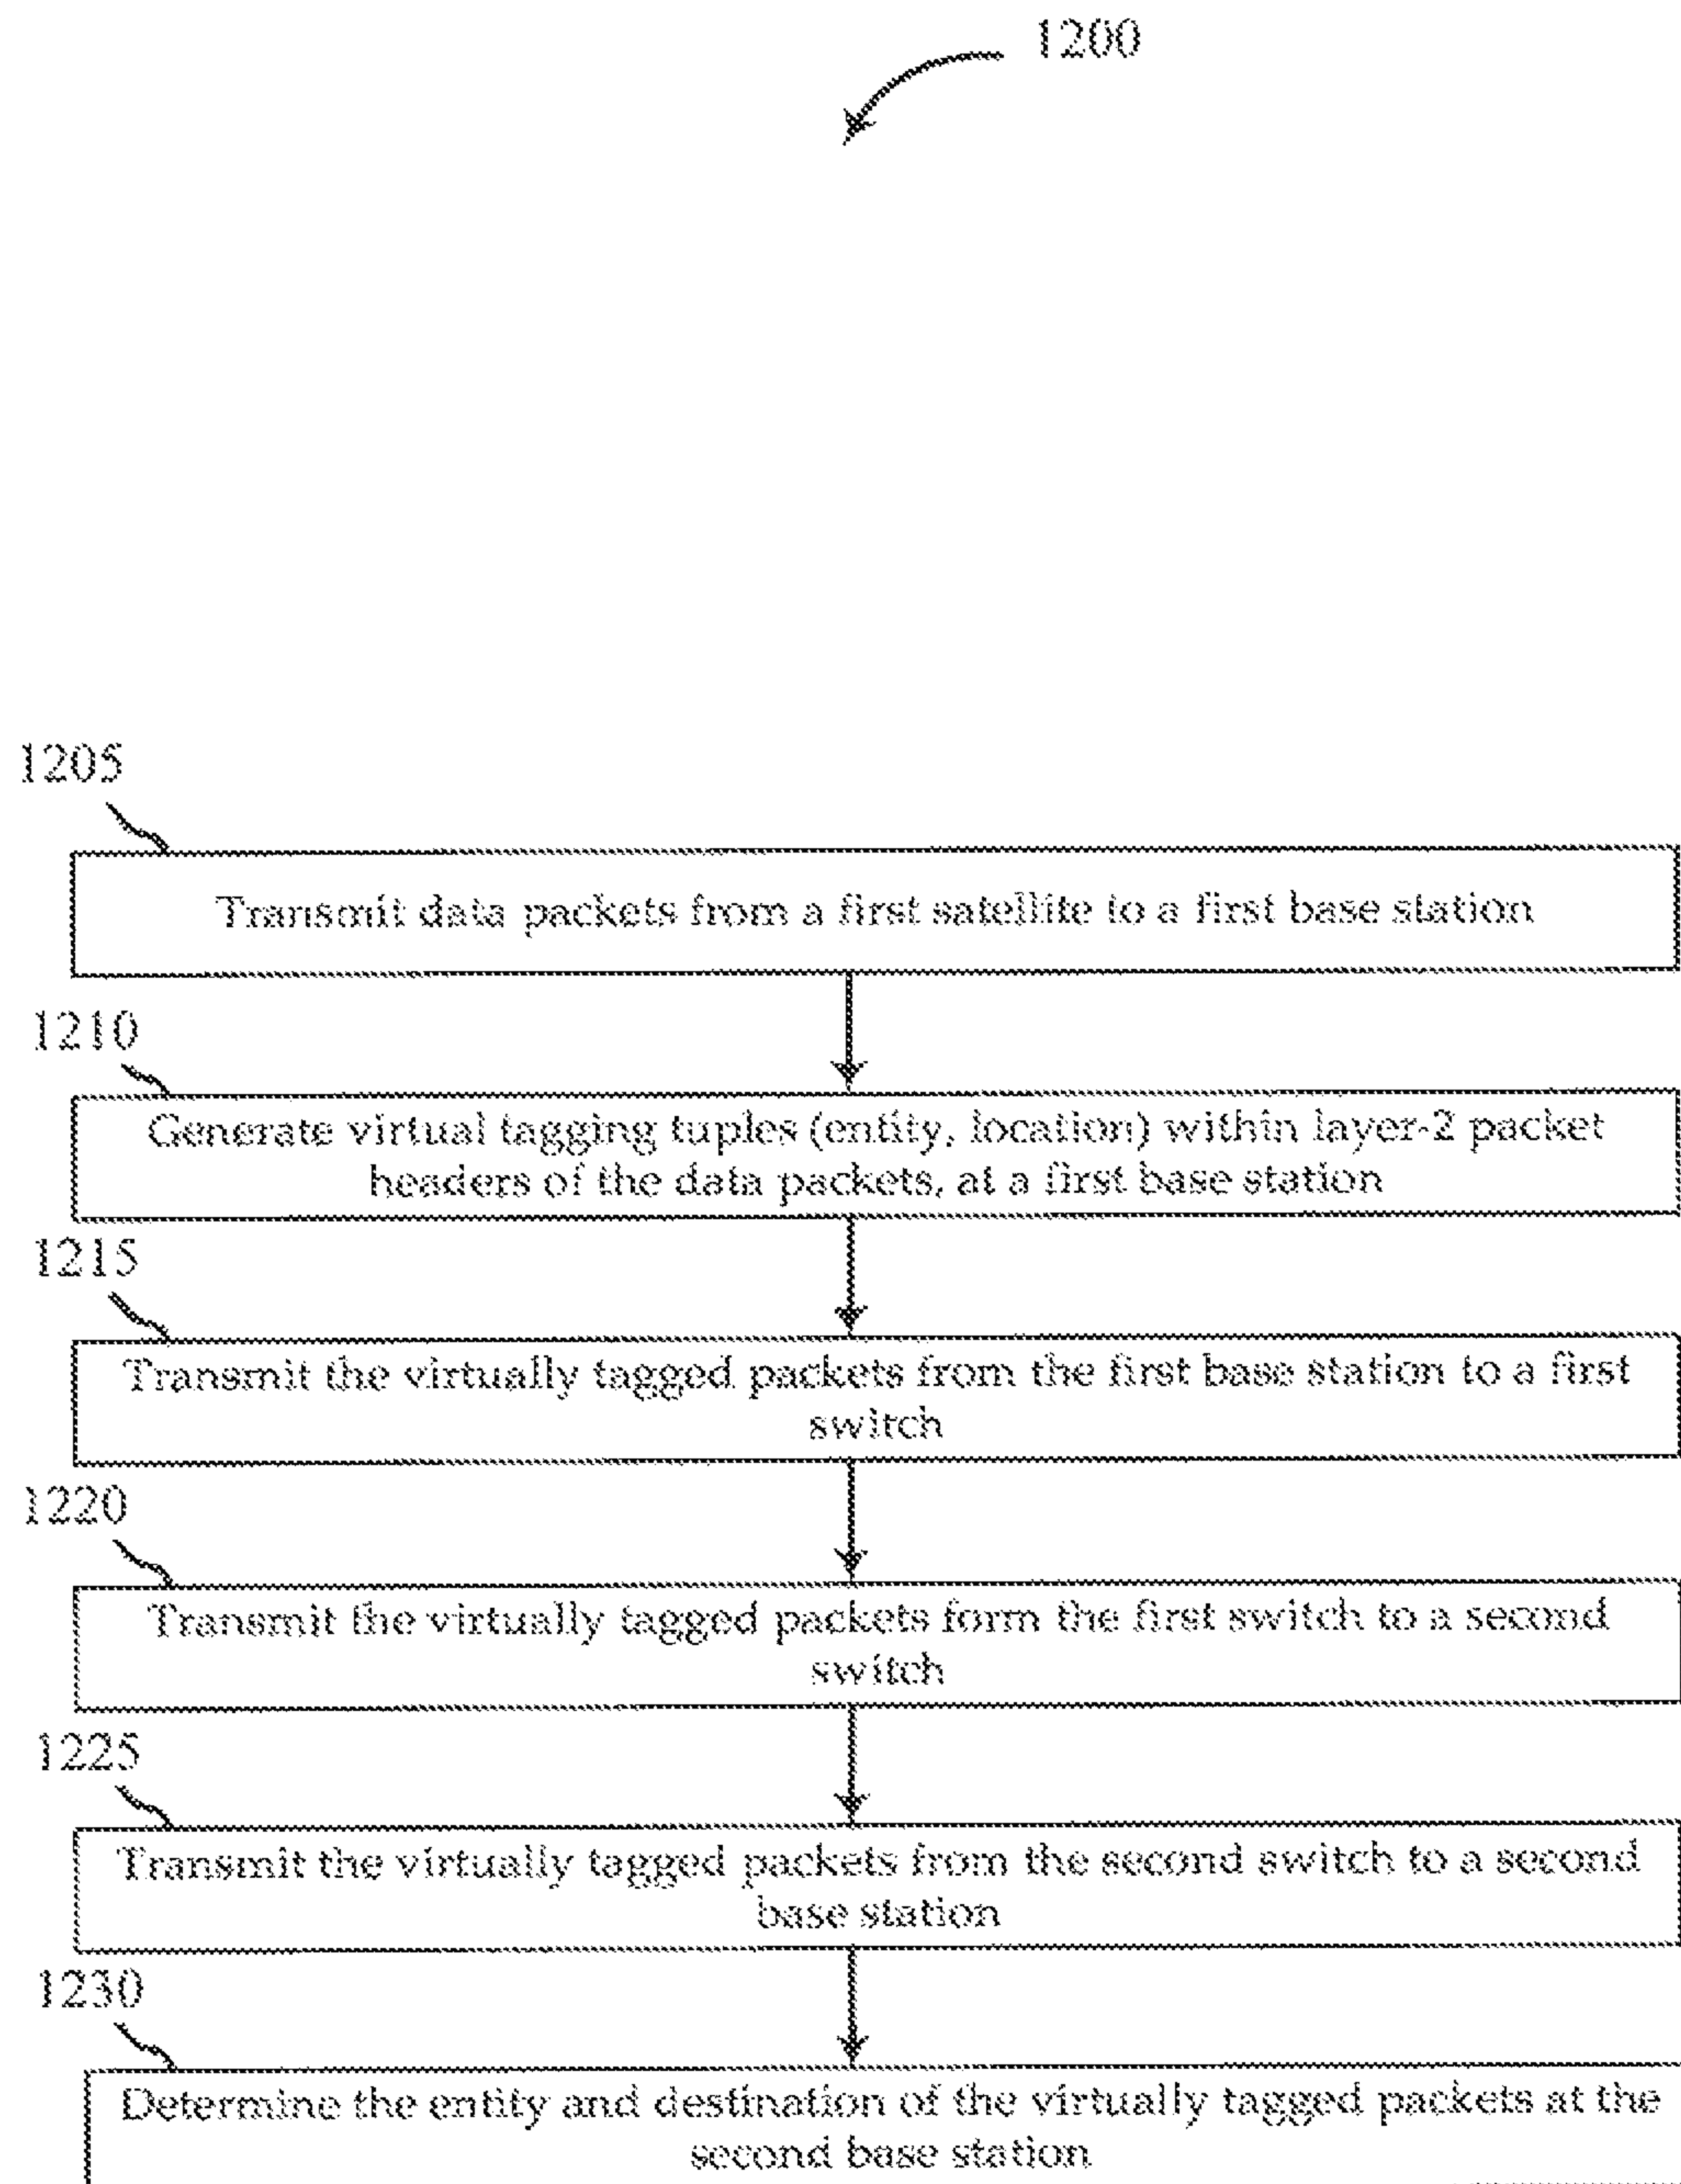 1200
1205
Transmit data packets from a first satellite to a first base station
1210
Generate virtual tagging tuples (entity, location) within layer-2 packet
headers of the data packets, at a first base station
1215
Transmit the virtually tagged packets from the first base station to a first
switch
1220
Transmit the virtually tagged packets form the first switch to a second
switch
1225
Transmit the virtually tagged packets from the second switch to a second
base station
1230
Determine the entity and destination of the virtually tagged packets at the
second base station